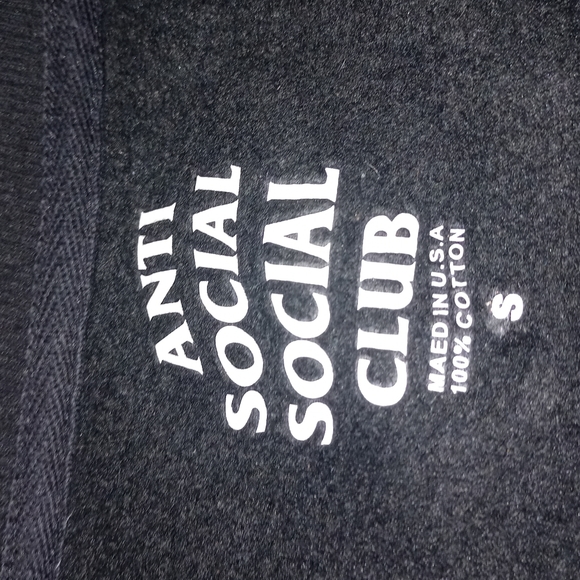 ANTI
SOCIAL
SOCIAL
CLUB
MAED IN U.S.A
100% COTTON
S